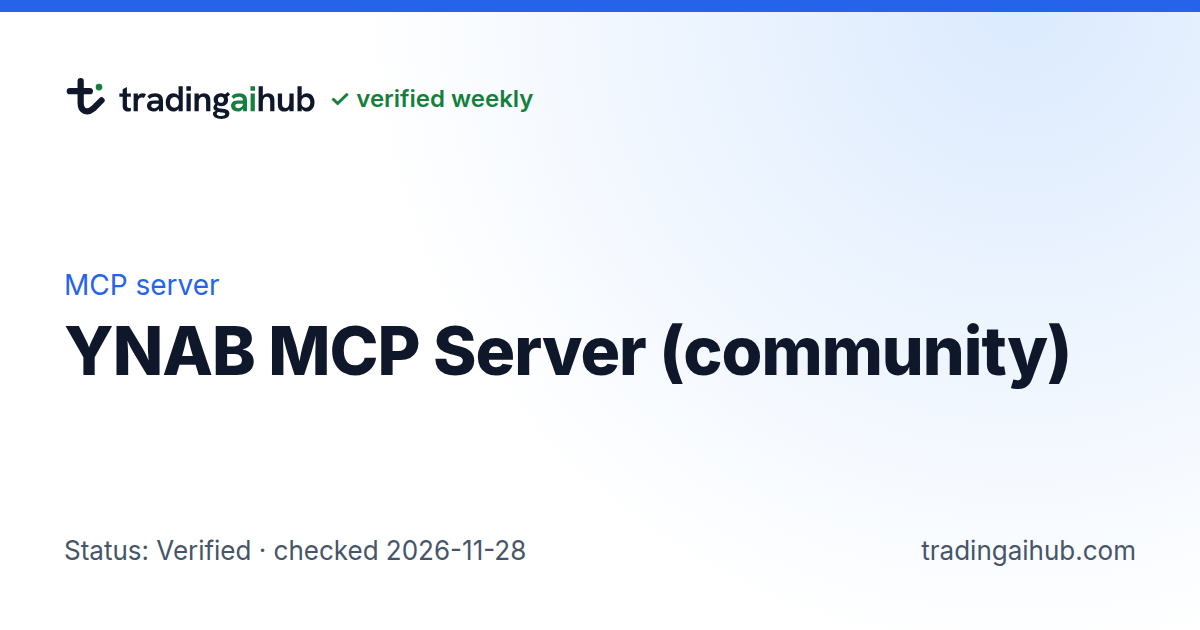 tradingaihub ✓ verified weekly
MCP server
YNAB MCP Server (community)
Status: Verified · checked 2026-11-28
tradingaihub.com